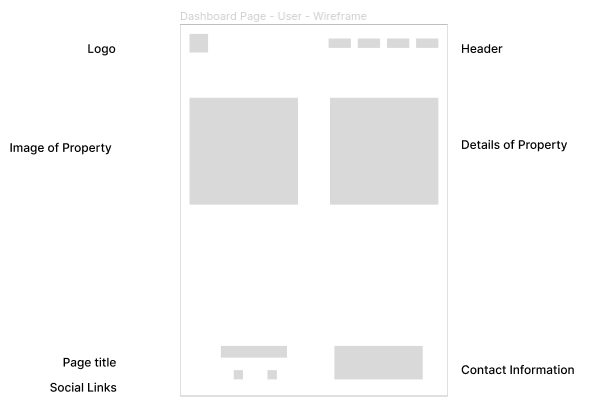 Dashboard Page - User - Wireframe
Logo
Header
Image of Property
Details of Property
Page title
Contact Information
Social Links